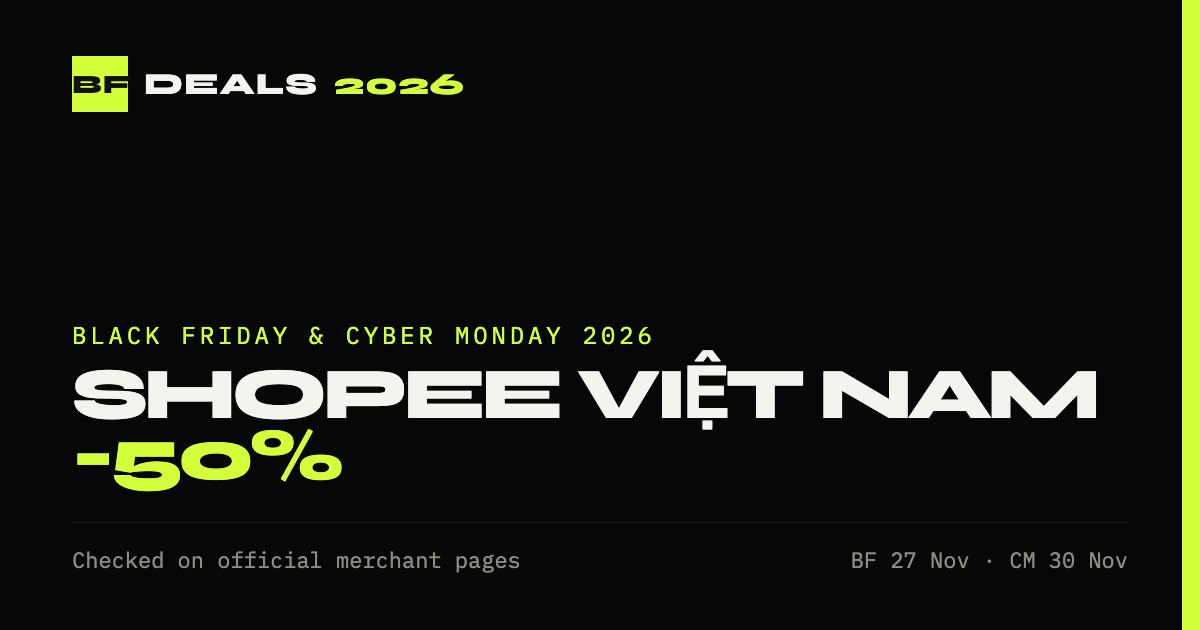 BF DEALS 2026
BLACK FRIDAY & CYBER MONDAY 2026
SHOPEE VIỆT NAM
-50%
Checked on official merchant pages
BF 27 Nov · CM 30 Nov